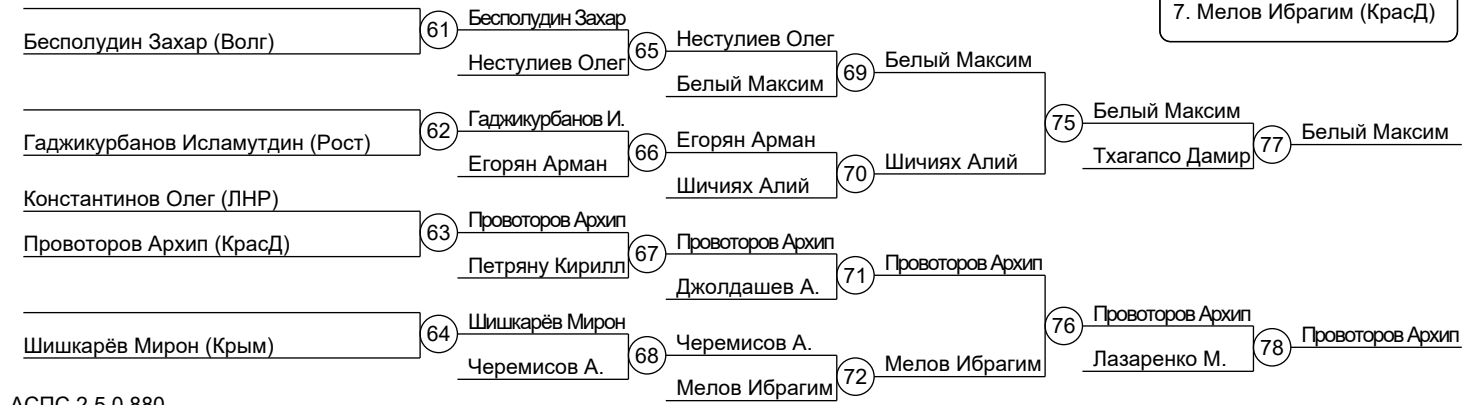 7. Мелов Ибрагим (КрасД)
Бесполудин Захар (Волг)
61
Бесполудин Захар
Нестулиев Олег
65
Нестулиев Олег
Белый Максим
69
Белый Максим
Гаджикурбанов Исламутдин (Рост)
62
Гаджикурбанов И.
Егорян Арман
66
Егорян Арман
Шичиях Алий
70
Шичиях Алий
75
Белый Максим
Тхагапсо Дамир
77
Белый Максим
Константинов Олег (ЛНР)
Провоторов Архип (КрасД)
63
Провоторов Архип
Петряну Кирилл
67
Провоторов Архип
Джолдашев А.
71
Провоторов Архип
Шишкарёв Мирон (Крым)
64
Шишкарёв Мирон
Черемисов А.
68
Черемисов А.
Мелов Ибрагим
72
Мелов Ибрагим
76
Провоторов Архип
Лазаренко М.
78
Провоторов Архип
АСПС 2.5.0.880